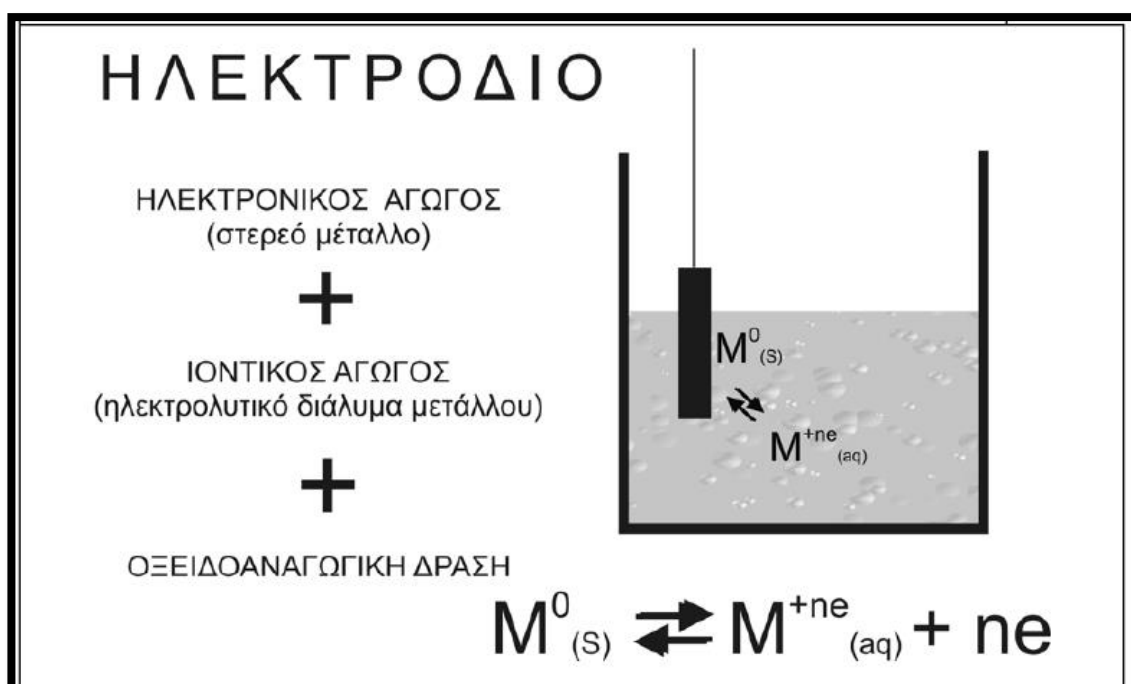 ΗΛΕΚΤΡΟΔΙΟ
ΗΛΕΚΤΡΟΝΙΚΟΣ ΑΓΩΓΟΣ
(στερεό μέταλλο)
+
ΙΟΝΤΙΚΟΣ ΑΓΩΓΟΣ
(ηλεκτρολυτικό διάλυμα μετάλλου)
+
ΟΞΕΙΔΟΑΝΑΓΩΓΙΚΗ ΔΡΑΣΗ
M⁰(S)
M⁺ⁿᵉ(aq)
M⁰(S) ⇄ M⁺ⁿᵉ(aq) + ne